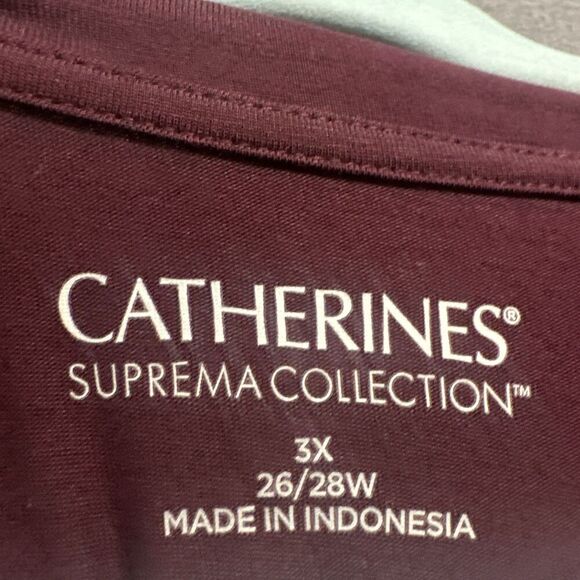 CATHERINES®
SUPREMA COLLECTION™
3X
26/28W
MADE IN INDONESIA